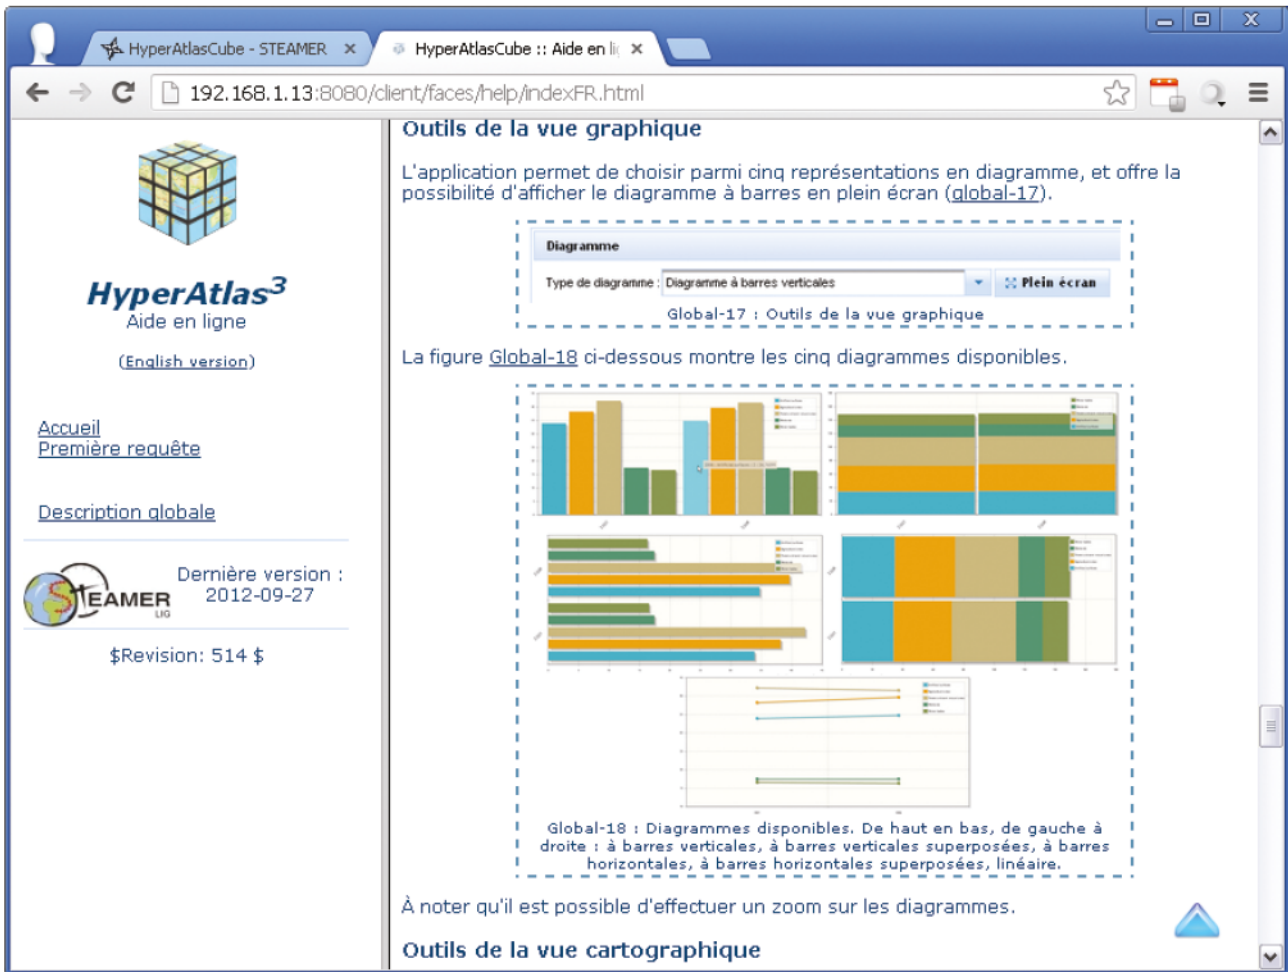 HyperAtlasCube - STEAMER
HyperAtlasCube :: Aide en li
192.168.1.13:8080/client/faces/help/indexFR.html
HyperAtlas3
Aide en ligne
(English version)
Accueil
Première requête
Description globale
STEAMER
LIG
Dernière version :
2012-09-27
$Revision: 514 $
Outils de la vue graphique
L'application permet de choisir parmi cinq représentations en diagramme, et offre la
possibilité d'afficher le diagramme à barres en plein écran (global-17).
Diagramme
Type de diagramme : Diagramme à barres verticales
Plein écran
Global-17 : Outils de la vue graphique
La figure Global-18 ci-dessous montre les cinq diagrammes disponibles.
Global-18 : Diagrammes disponibles. De haut en bas, de gauche à
droite : à barres verticales, à barres verticales superposées, à barres
horizontales, à barres horizontales superposées, linéaire.
À noter qu'il est possible d'effectuer un zoom sur les diagrammes.
Outils de la vue cartographique